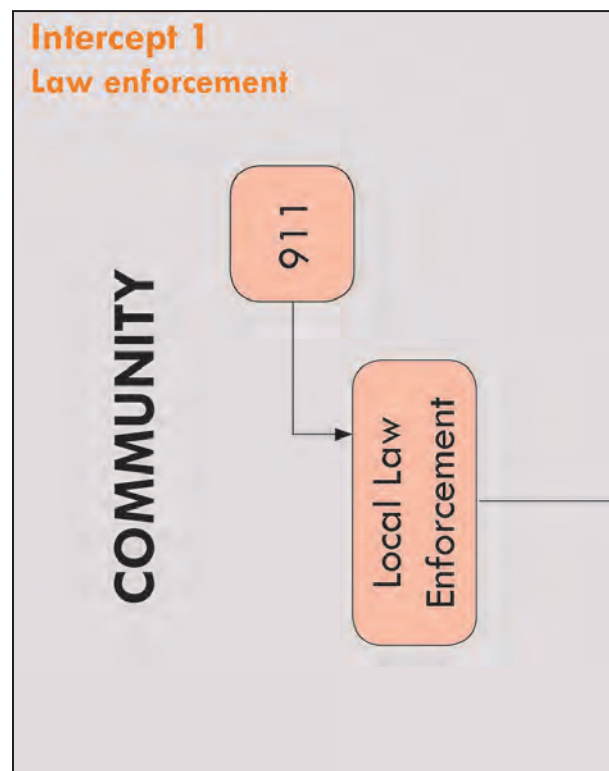 Intercept 1
Law enforcement
COMMUNITY
911
Local Law
Enforcement